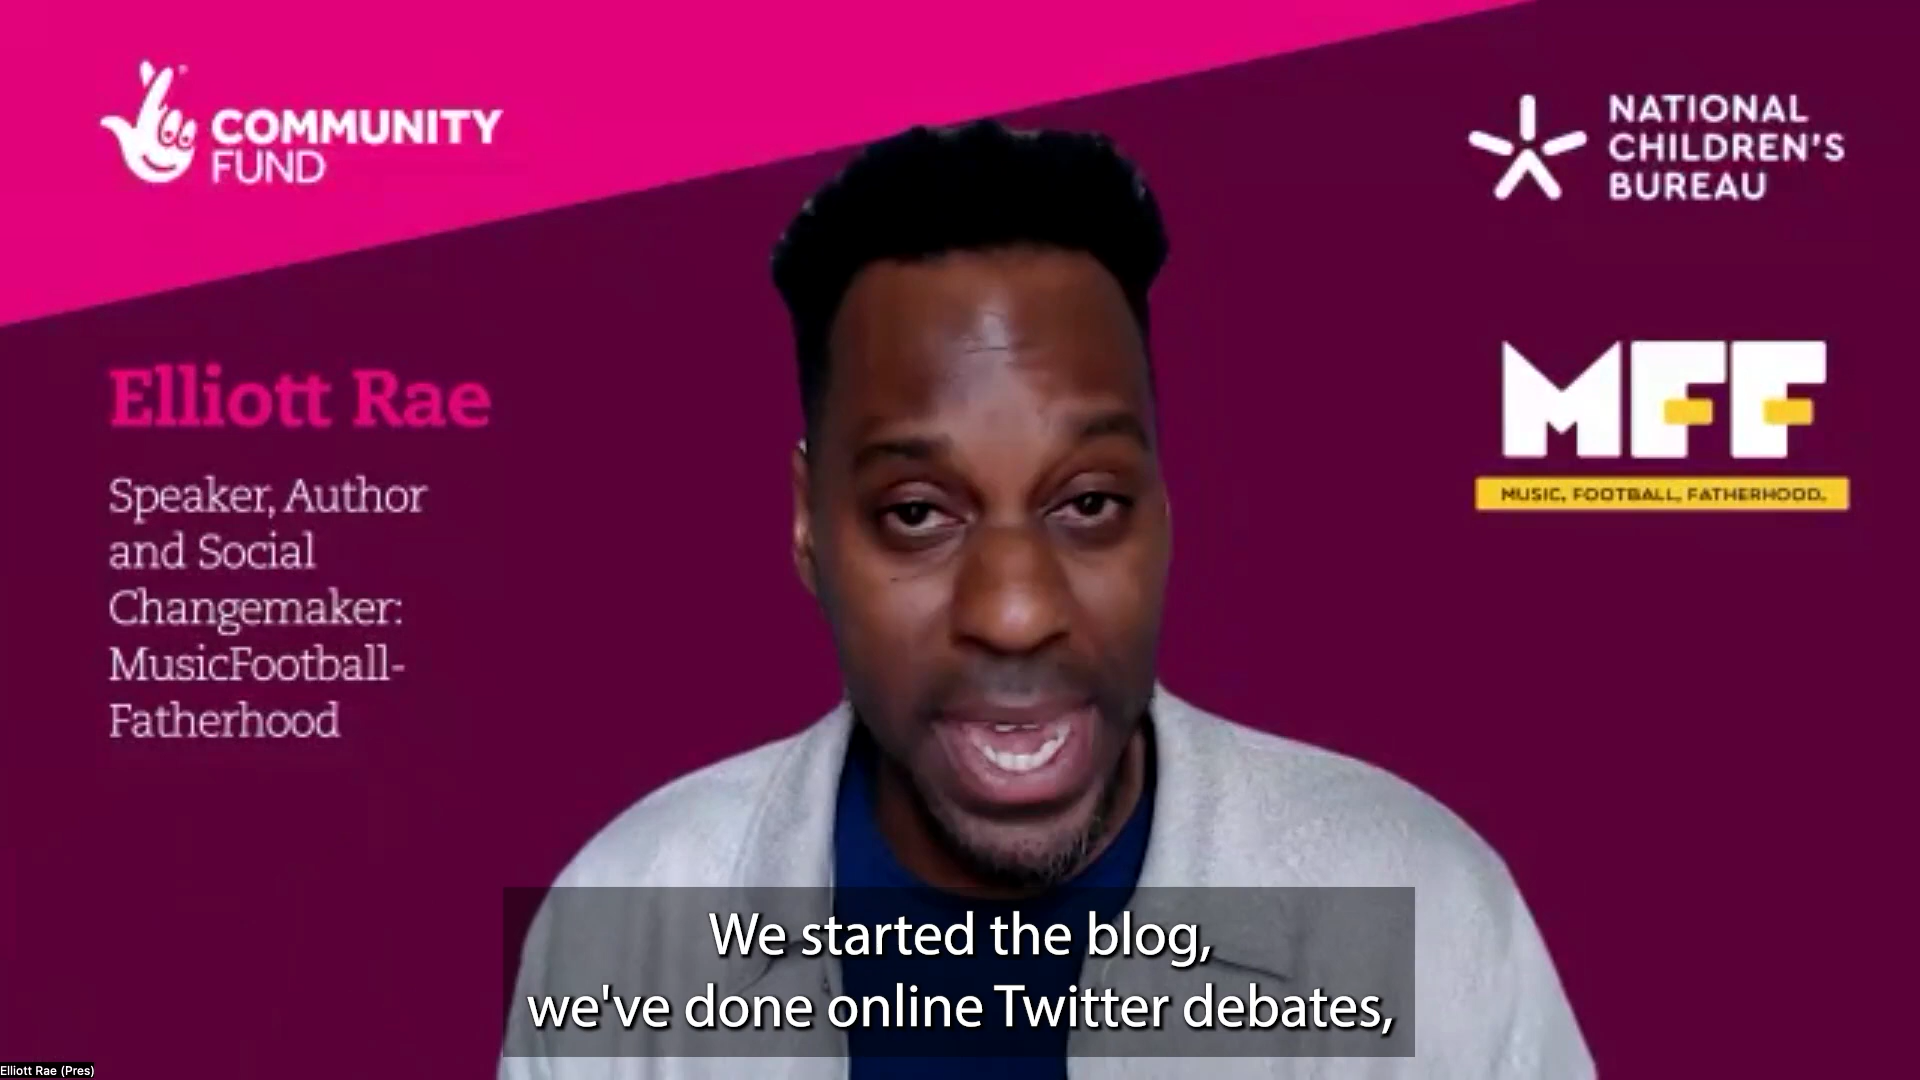 COMMUNITY
FUND
NATIONAL
CHILDREN'S
BUREAU
Elliott Rae
Speaker, Author
and Social
Changemaker:
MusicFootball-
Fatherhood
MFF
MUSIC. FOOTBALL. FATHERHOOD.
We started the blog,
we've done online Twitter debates,
Elliott Rae (Pres)